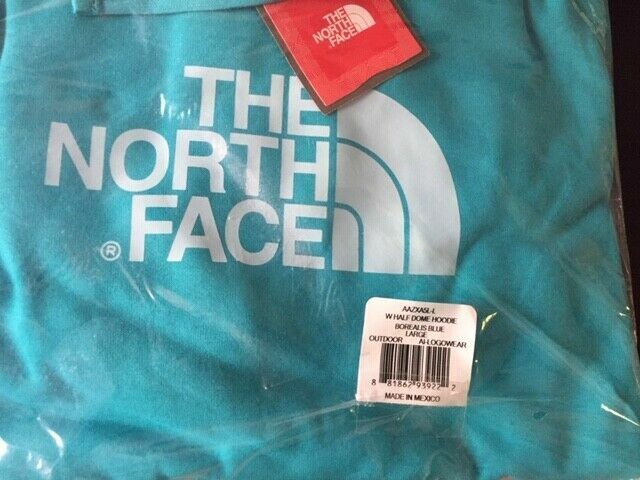 THE
NORTH
FACE
THE
NORTH
FACE®
AAZXA5L-L
W HALF DOME HOODIE
BOREALIS BLUE
LARGE
OUTDOOR AI-LOGOWEAR
8 81862 93922 2
MADE IN MEXICO